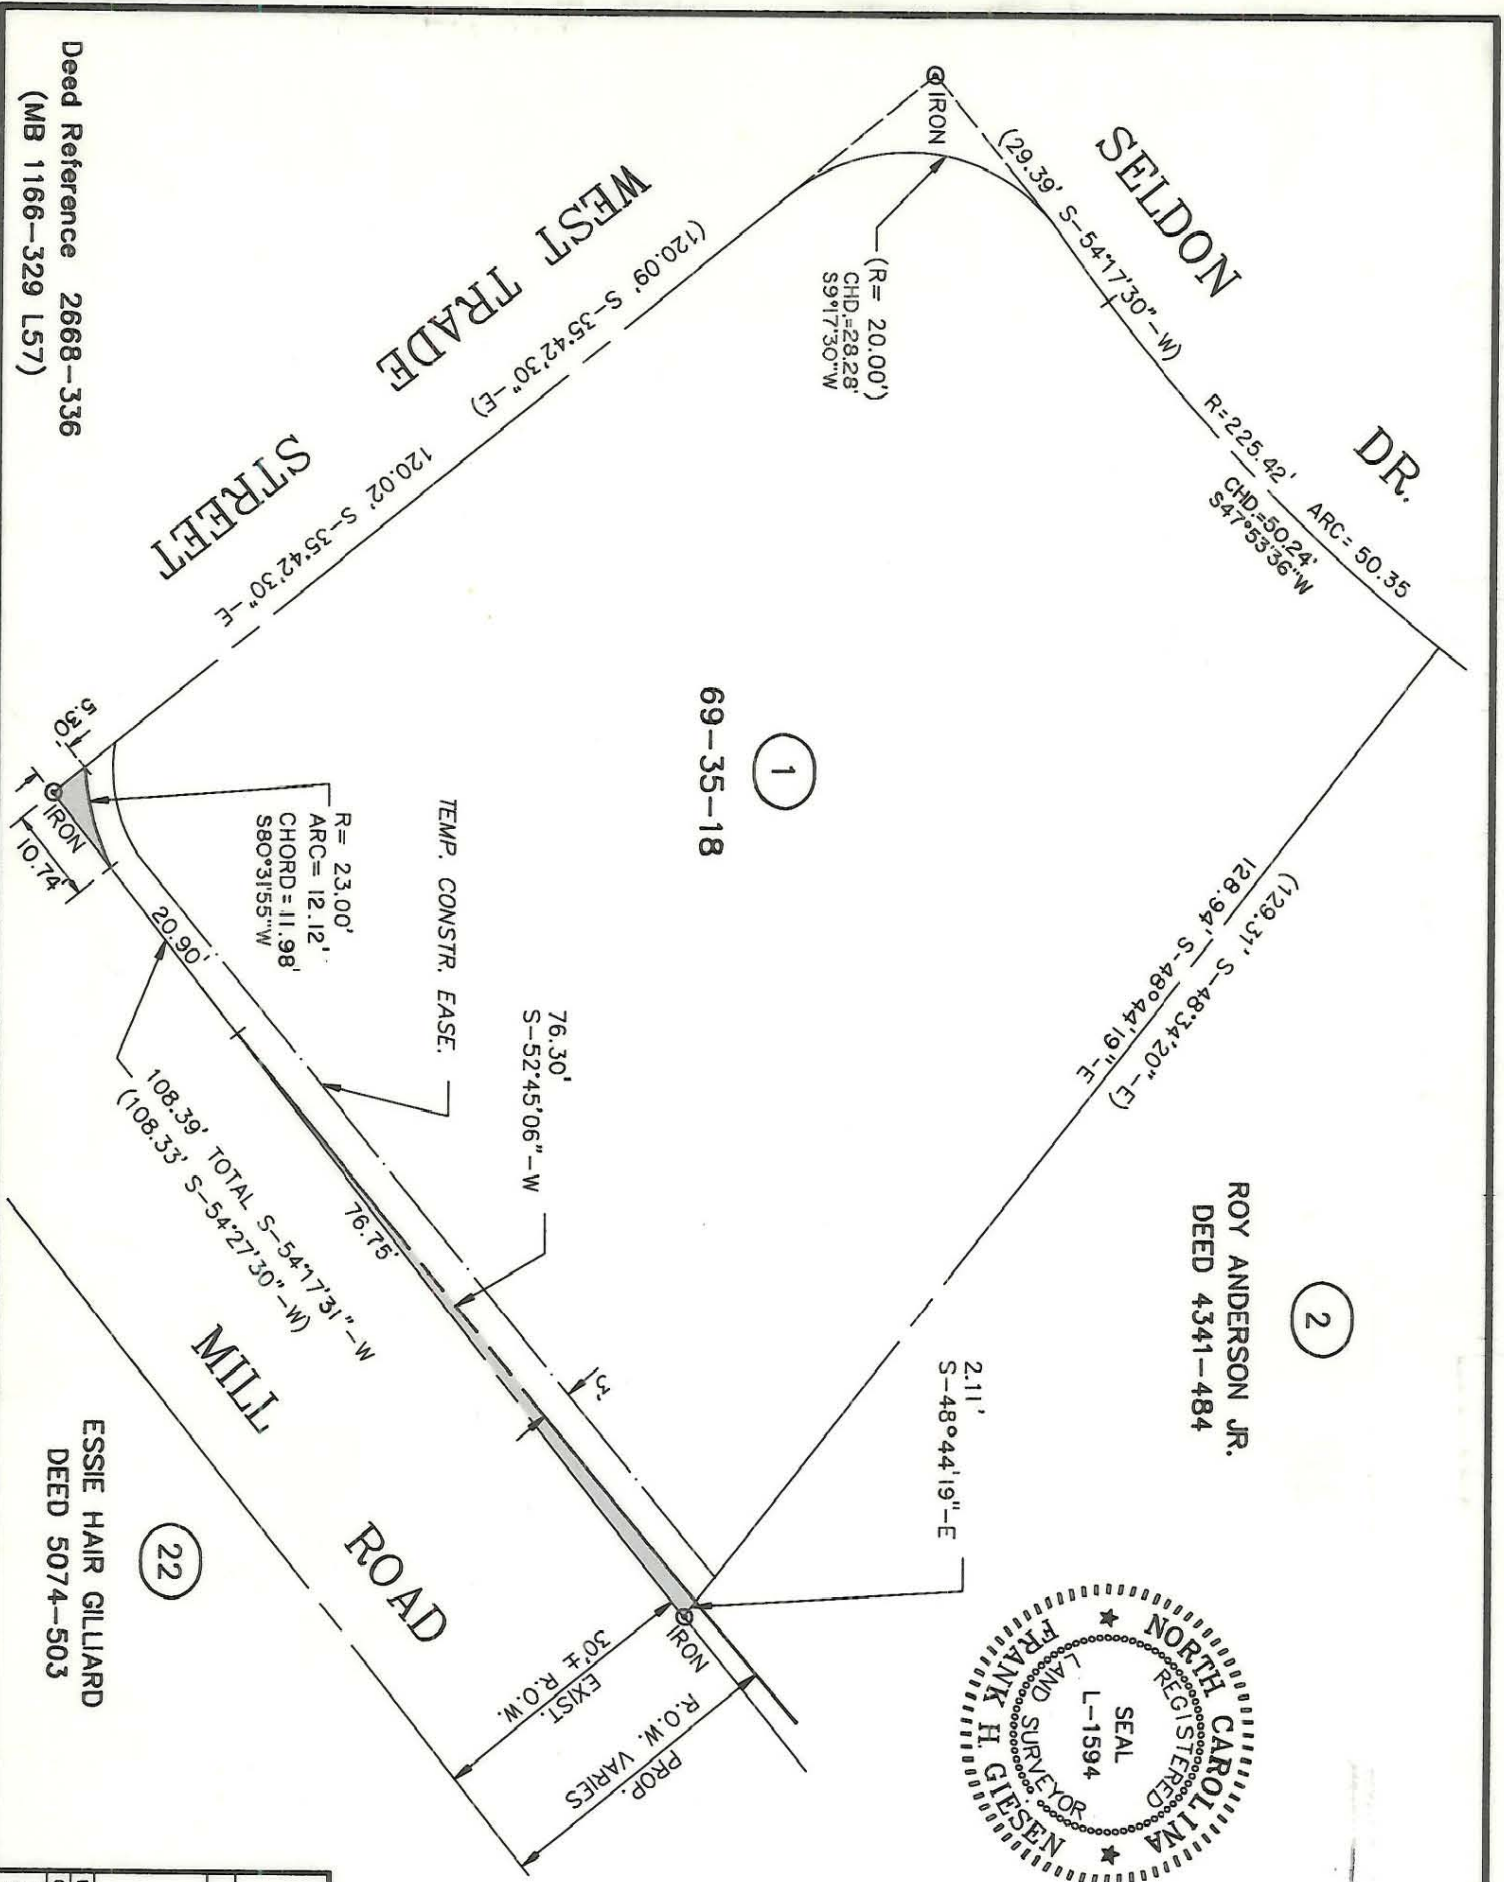 SELDON
DR.
IRON
(29.39' S-54°17'30"-W)
(R= 20.00')
CHD.=28.28'
S9°17'30"W
R=225.42' ARC= 50.35
CHD.=50.24'
S47°53'36"W
WEST TRADE
STREET
(120.09' S-35°42'30"-E)
120.02' S-35°42'30"-E
(129.31' S-48°34'20"-E)
128.94' S-48°44'19"-E
2
ROY ANDERSON JR.
DEED 4341-484
1
69-35-18
NORTH CAROLINA
REGISTERED
SEAL
L-1594
LAND SURVEYOR
FRANK H. GIESEN
2.11'
S-48°44'19"-E
76.30'
S-52°45'06"-W
TEMP. CONSTR. EASE.
R= 23.00'
ARC= 12.12'
CHORD= 11.98'
S80°31'55"W
5.30'
IRON
10.74'
20.90'
76.75'
3'
108.39' TOTAL S-54°17'31"-W
(108.33' S-54°27'30"-W)
IRON
MILL
ROAD
EXIST.
30'± R.O.W.
PROP.
R.O.W. VARIES
22
ESSIE HAIR GILLIARD
DEED 5074-503
Deed Reference 2668-336
(MB 1166-329 L57)